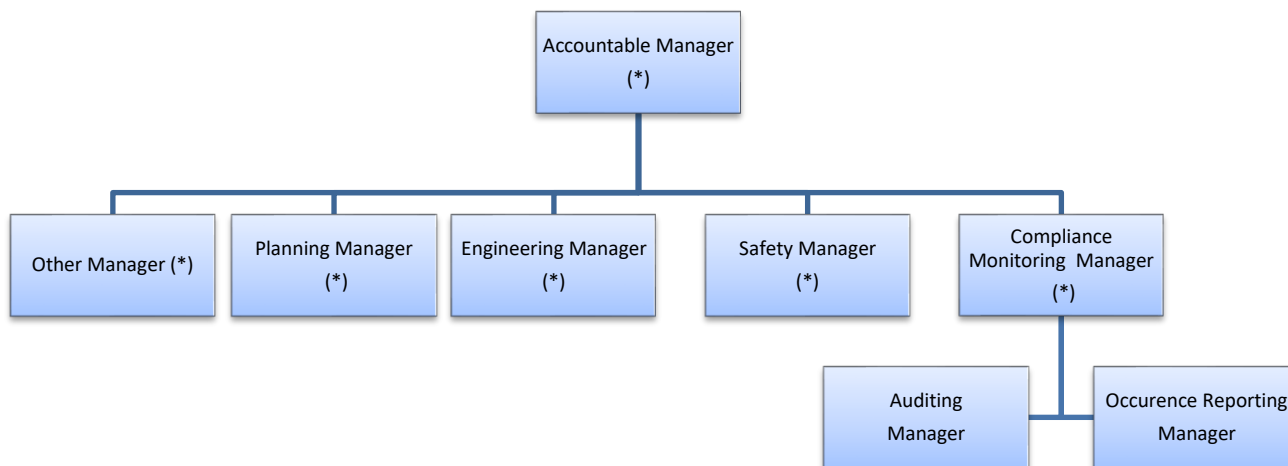 Accountable Manager
(*)
Other Manager (*)
Planning Manager
(*)
Engineering Manager
(*)
Safety Manager
(*)
Compliance
Monitoring Manager
(*)
Auditing
Manager
Occurence Reporting
Manager